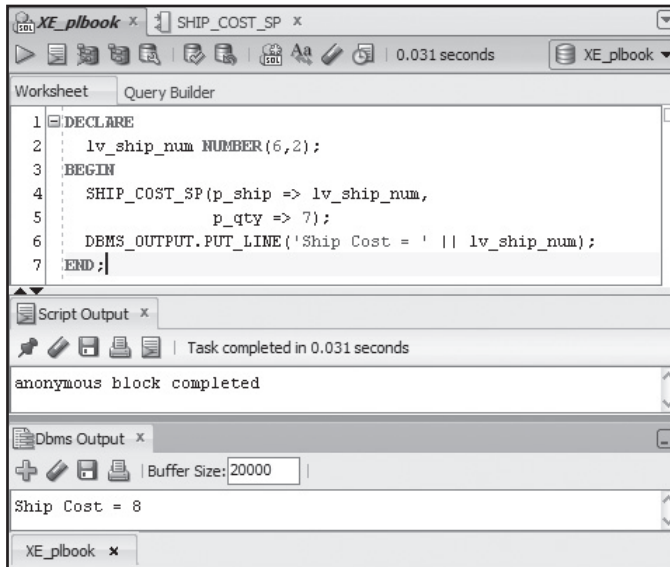 XE_plbook x SHIP_COST_SP x
SQL Aa 0.031 seconds XE_plbook
Worksheet Query Builder
1 DECLARE
2 lv_ship_num NUMBER(6,2);
3 BEGIN
4 SHIP_COST_SP(p_ship => lv_ship_num,
5 p_qty => 7);
6 DBMS_OUTPUT.PUT_LINE('Ship Cost = ' || lv_ship_num);
7 END;
Script Output x
Task completed in 0.031 seconds
anonymous block completed
Dbms Output x
Buffer Size: 20000
Ship Cost = 8
XE_plbook x